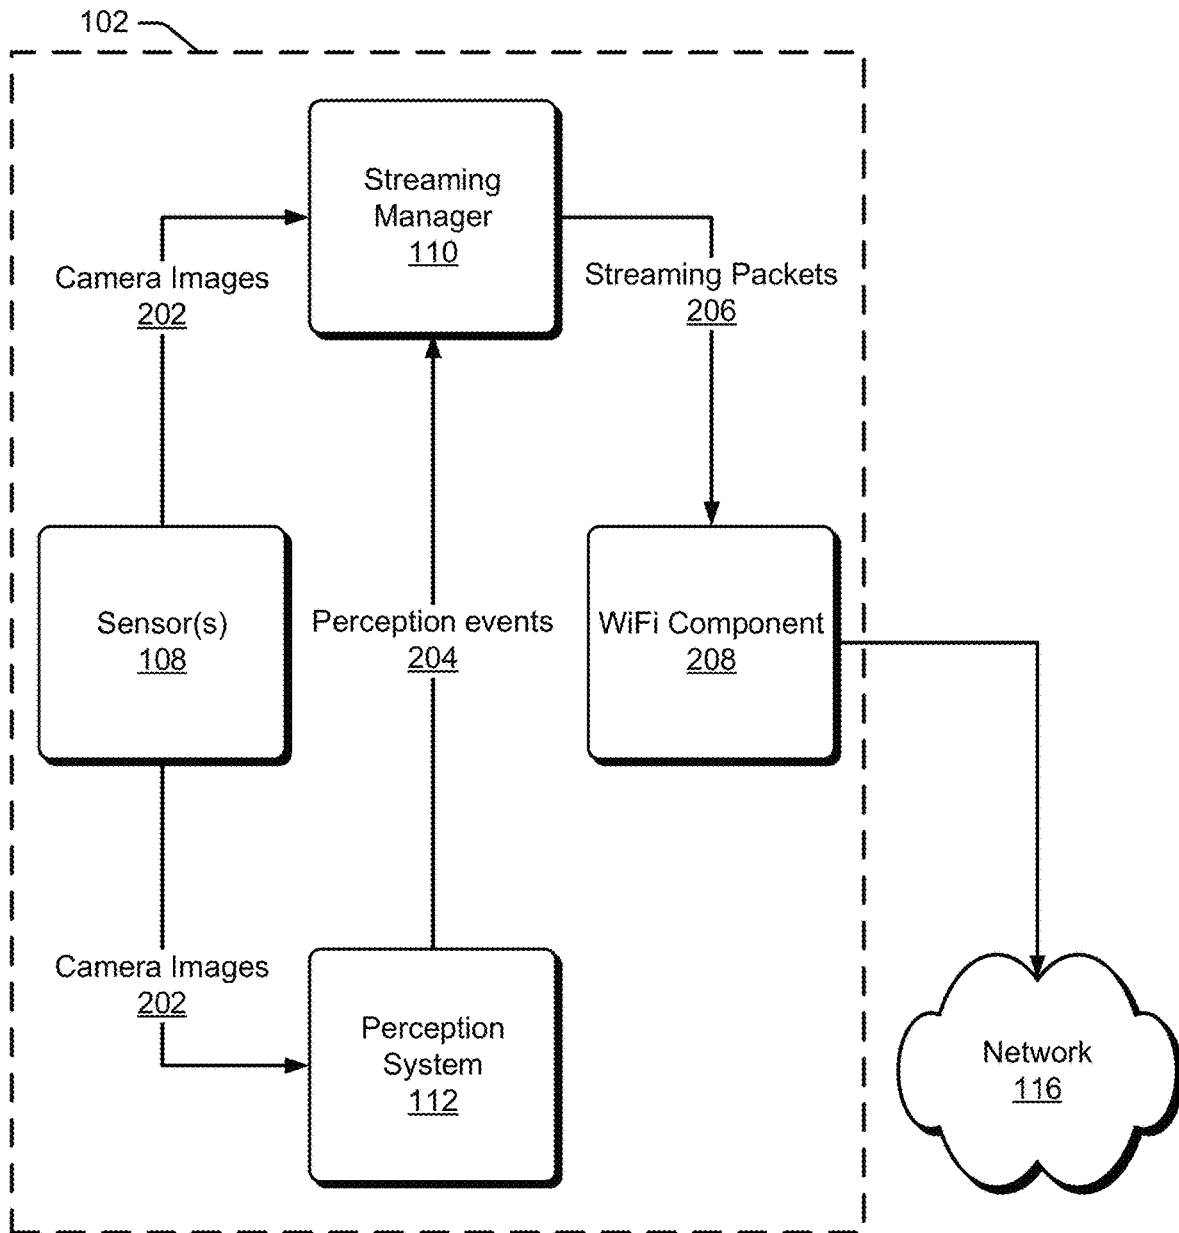 102
Streaming
Manager
110
Camera Images
202
Streaming Packets
206
Sensor(s)
108
Perception events
204
WiFi Component
208
Camera Images
202
Perception
System
112
Network
116